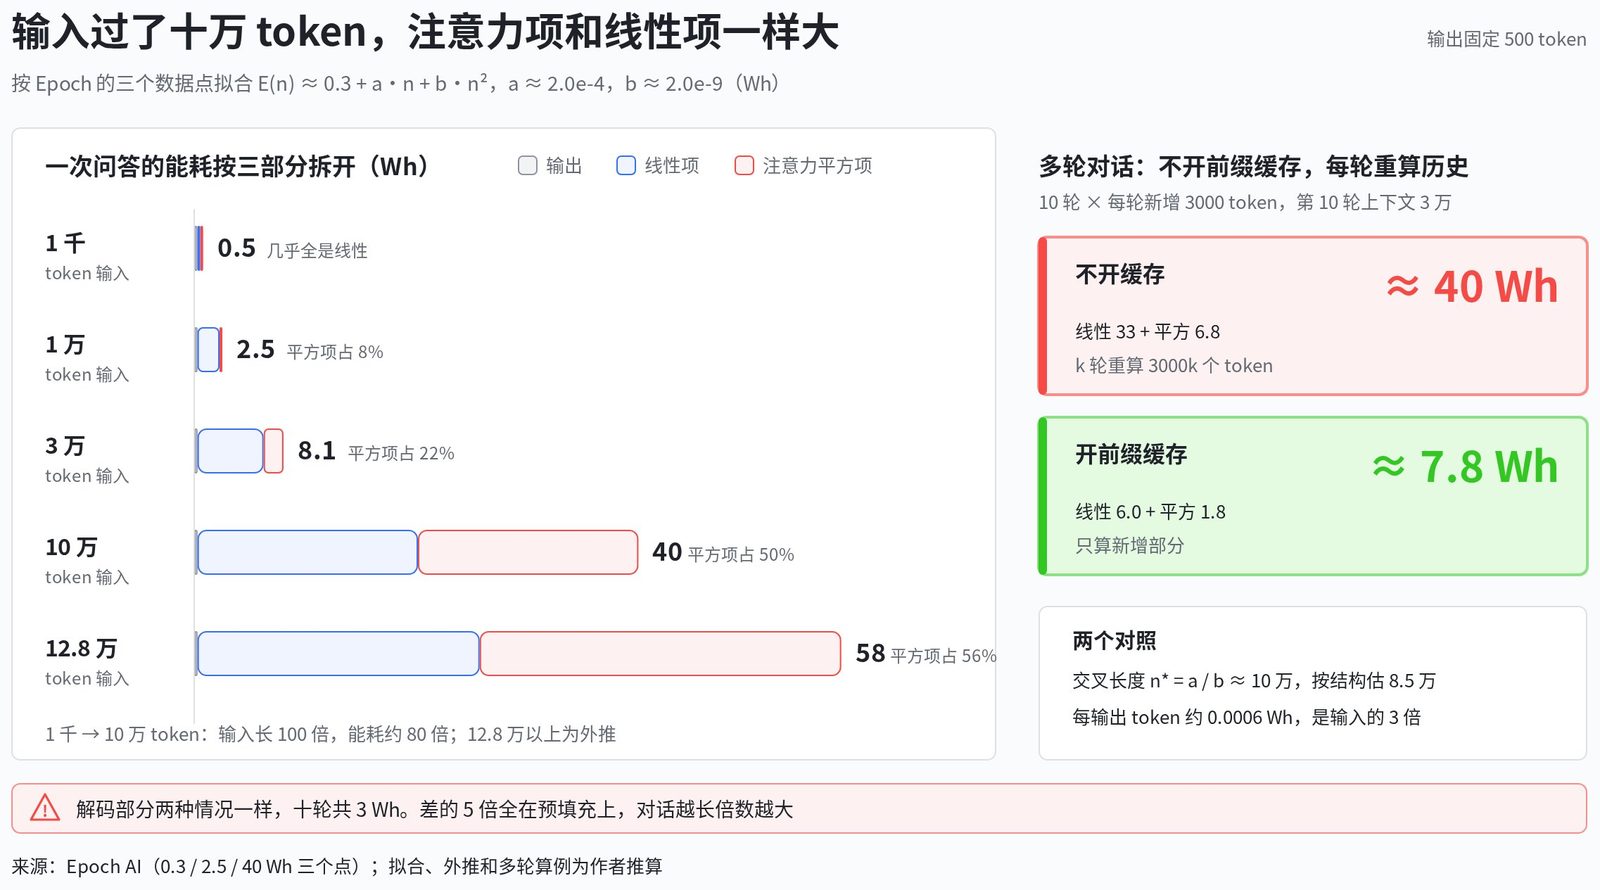 输入过了十万 token，注意力项和线性项一样大
输出固定 500 token
按 Epoch 的三个数据点拟合 E(n) ≈ 0.3 + a · n + b · n²，a ≈ 2.0e-4，b ≈ 2.0e-9（Wh）
一次问答的能耗按三部分拆开（Wh）
输出
线性项
注意力平方项
1 千
token 输入
0.5 几乎全是线性
1 万
token 输入
2.5 平方项占 8%
3 万
token 输入
8.1 平方项占 22%
10 万
token 输入
40 平方项占 50%
12.8 万
token 输入
58 平方项占 56%
1 千 → 10 万 token：输入长 100 倍，能耗约 80 倍；12.8 万以上为外推
多轮对话：不开前缀缓存，每轮重算历史
10 轮 × 每轮新增 3000 token，第 10 轮上下文 3 万
不开缓存
≈ 40 Wh
线性 33 + 平方 6.8
k 轮重算 3000k 个 token
开前缀缓存
≈ 7.8 Wh
线性 6.0 + 平方 1.8
只算新增部分
两个对照
交叉长度 n* = a / b ≈ 10 万，按结构估 8.5 万
每输出 token 约 0.0006 Wh，是输入的 3 倍
解码部分两种情况一样，十轮共 3 Wh。差的 5 倍全在预填充上，对话越长倍数越大
来源：Epoch AI（0.3 / 2.5 / 40 Wh 三个点）；拟合、外推和多轮算例为作者推算